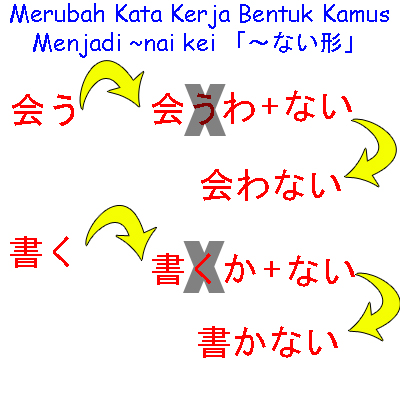 Merubah Kata Kerja Bentuk Kamus
Menjadi ~nai kei 「～ない形」
会う 会うわ+ない
会わない
書く 書くか+ない
書かない